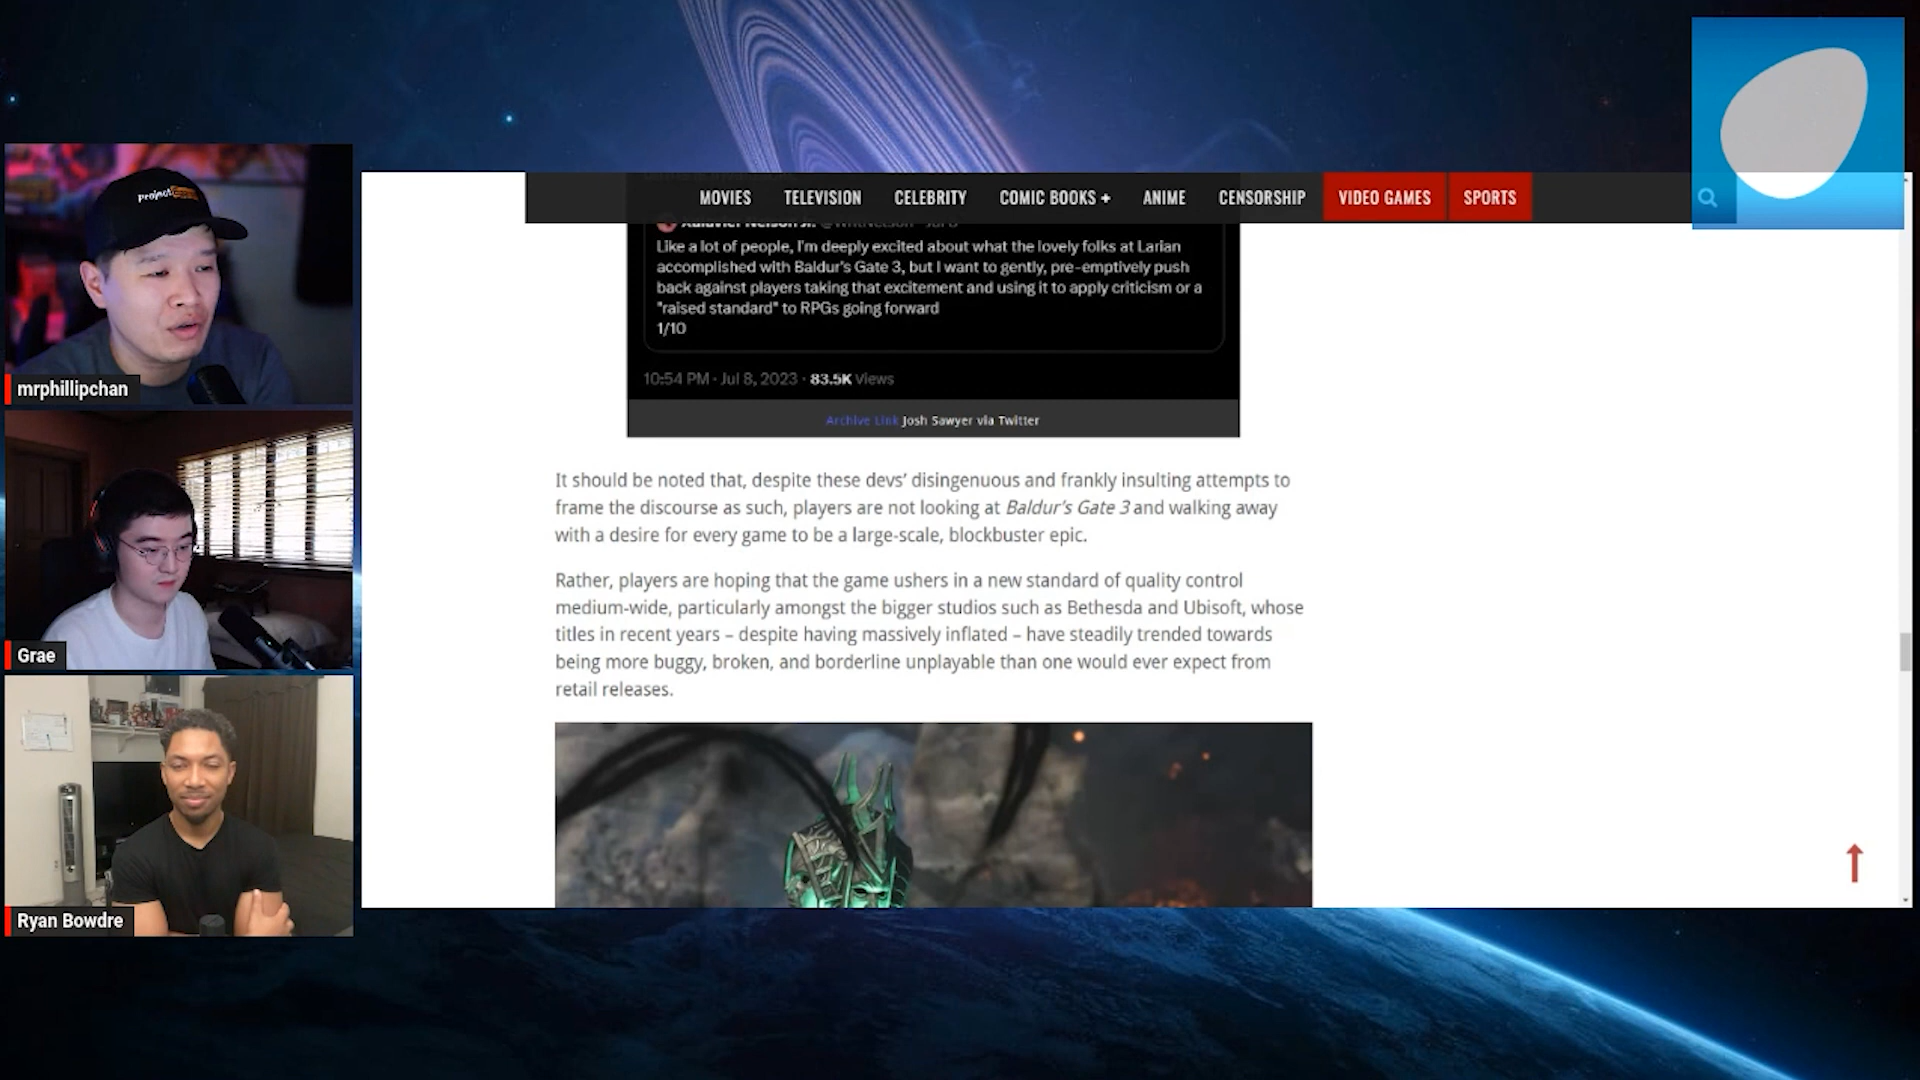 MOVIES TELEVISION CELEBRITY COMIC BOOKS + ANIME CENSORSHIP VIDEO GAMES SPORTS
Like a lot of people, I'm deeply excited about what the lovely folks at Larian
accomplished with Baldur's Gate 3, but I want to gently, pre-emptively push
back against players taking that excitement and using it to apply criticism or a
"raised standard" to RPGs going forward
1/10
10:54 PM · Jul 8, 2023 · 83.5K Views
Archive Link Josh Sawyer via Twitter
It should be noted that, despite these devs’ disingenuous and frankly insulting attempts to
frame the discourse as such, players are not looking at Baldur’s Gate 3 and walking away
with a desire for every game to be a large-scale, blockbuster epic.
Rather, players are hoping that the game ushers in a new standard of quality control
medium-wide, particularly amongst the bigger studios such as Bethesda and Ubisoft, whose
titles in recent years – despite having massively inflated – have steadily trended towards
being more buggy, broken, and borderline unplayable than one would ever expect from
retail releases.
project
mrphillipchan
Grae
Ryan Bowdre